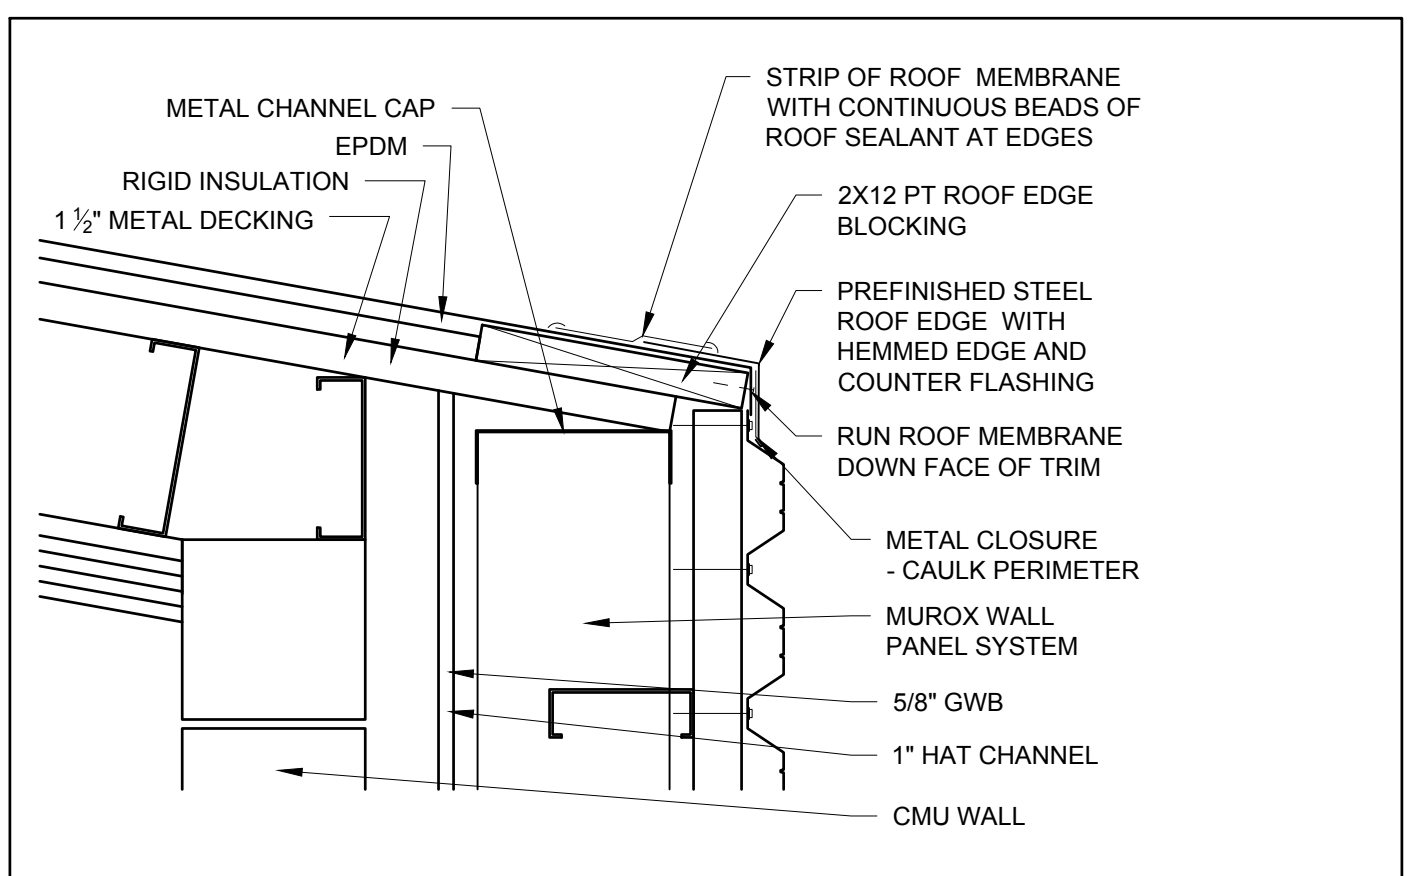 METAL CHANNEL CAP
EPDM
RIGID INSULATION
1 ½" METAL DECKING
STRIP OF ROOF MEMBRANE
WITH CONTINUOUS BEADS OF
ROOF SEALANT AT EDGES
2X12 PT ROOF EDGE
BLOCKING
PREFINISHED STEEL
ROOF EDGE WITH
HEMMED EDGE AND
COUNTER FLASHING
RUN ROOF MEMBRANE
DOWN FACE OF TRIM
METAL CLOSURE
- CAULK PERIMETER
MUROX WALL
PANEL SYSTEM
5/8" GWB
1" HAT CHANNEL
CMU WALL